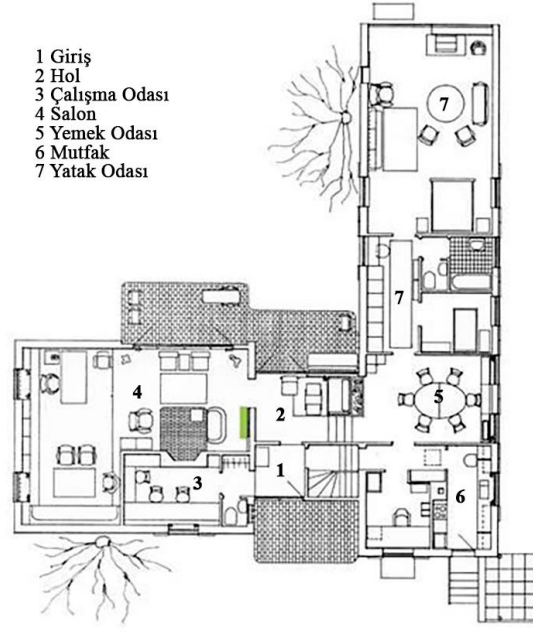 1 Giriş
2 Hol
3 Çalışma Odası
4 Salon
5 Yemek Odası
6 Mutfak
7 Yatak Odası
7
7
4
2
5
1
3
6